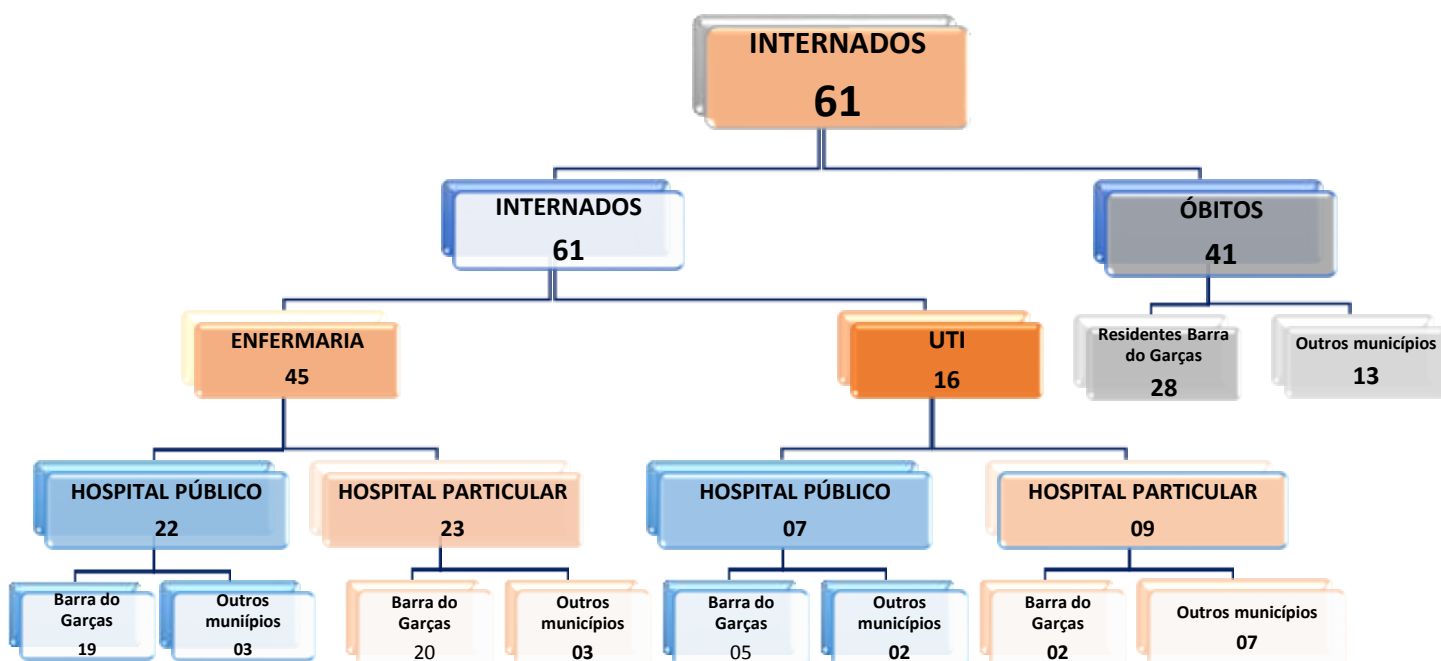 INTERNADOS
61
INTERNADOS
61
ÓBITOS
41
ENFERMARIA
45
UTI
16
Residentes Barra
do Garças
28
Outros municípios
13
HOSPITAL PÚBLICO
22
HOSPITAL PARTICULAR
23
HOSPITAL PÚBLICO
07
HOSPITAL PARTICULAR
09
Barra do
Garças
19
Outros
muniípios
03
Barra do
Garças
20
Outros
municípios
03
Barra do
Garças
05
Outros
municípios
02
Barra do
Garças
02
Outros municípios
07